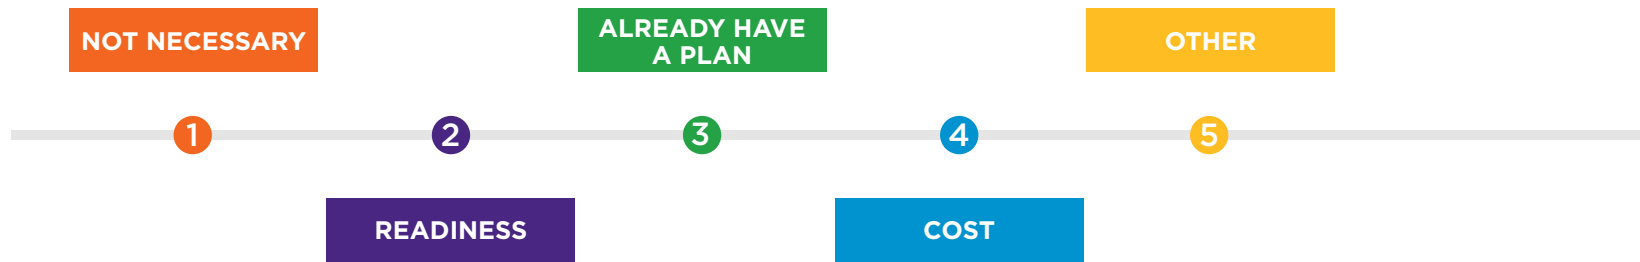 NOT NECESSARY
ALREADY HAVE
A PLAN
OTHER
1
2
3
4
5
READINESS
COST